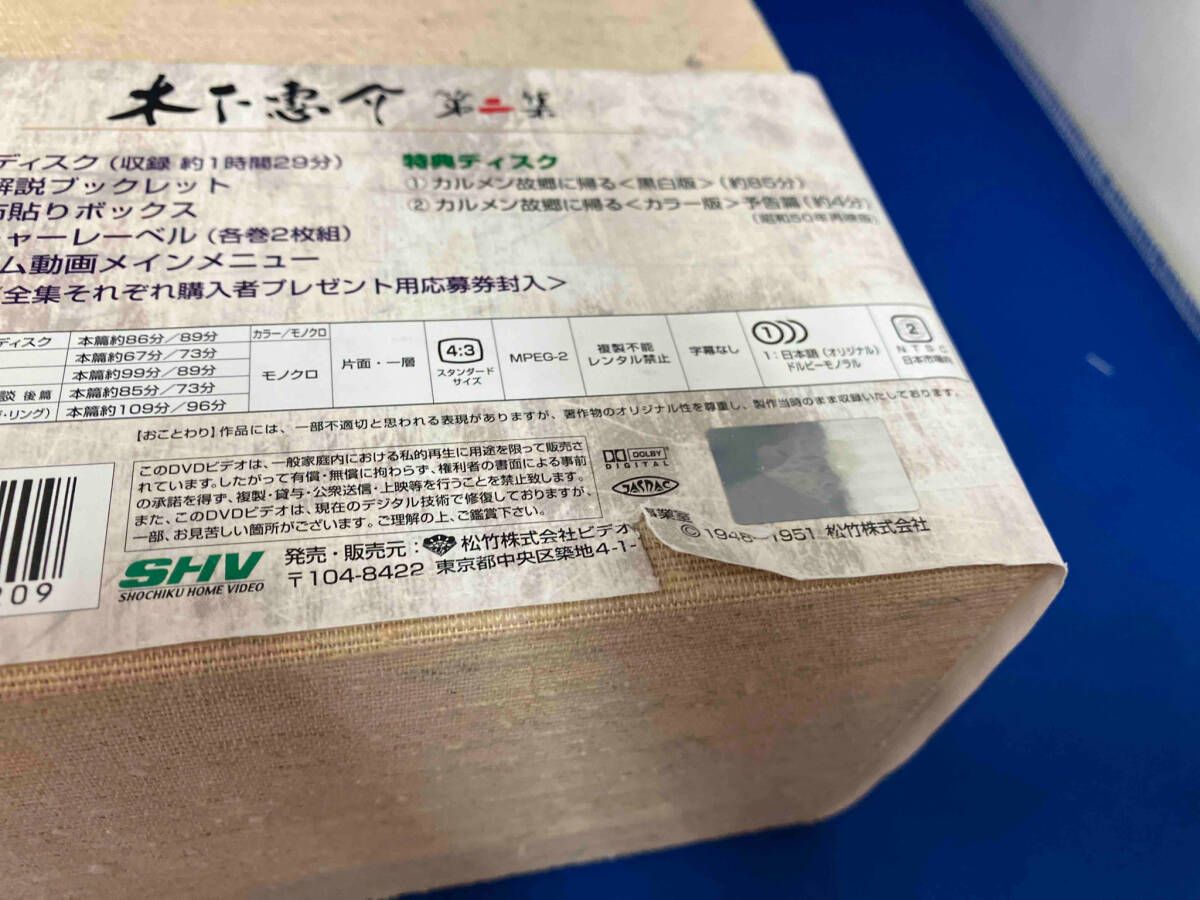 木下惠介 第二集
ディスク（収録 約1時間29分）
解説ブックレット
布貼りボックス
チャーレーベル（各巻2枚組）
ム動画メインメニュー
全集それぞれ購入者プレゼント用応募券封入＞
特典ディスク
① カルメン故郷に帰る＜黒白版＞（約85分）
② カルメン故郷に帰る＜カラー版＞予告篇（約4分）
（昭和50年再映版）
ディスク 本篇約86分／89分 カラー／モノクロ
本篇約67分／73分
本篇約99分／89分
談 後篇 本篇約85分／73分
・リング） 本篇約109分／96分
モノクロ
片面・一層
4:3
スタンダード
サイズ
MPEG-2
複製不能
レンタル禁止
字幕なし
1
1：日本語（オリジナル）
ドルビーモノラル
2
NTSC
日本市場向
【おことわり】作品には、一部不適切と思われる表現がありますが、著作物のオリジナル性を尊重し、製作当時のまま収録いたしております。
このDVDビデオは、一般家庭内における私的再生に用途を限って販売さ
れています。したがって有償・無償に拘わらず、権利者の書面による事前
の承諾を得ず、複製・貸与・公衆送信・上映等を行うことを禁止致します。
また、このDVDビデオは、現在のデジタル技術で修復しておりますが、
一部、お見苦しい箇所がございます。ご理解の上、ご鑑賞下さい。
DOLBY
DIGITAL
JASRAC
209
SHV
SHOCHIKU HOME VIDEO
発売・販売元： 松竹株式会社ビデオ
事業室
〒104-8422 東京都中央区築地4-1-
©1948–1951 松竹株式会社